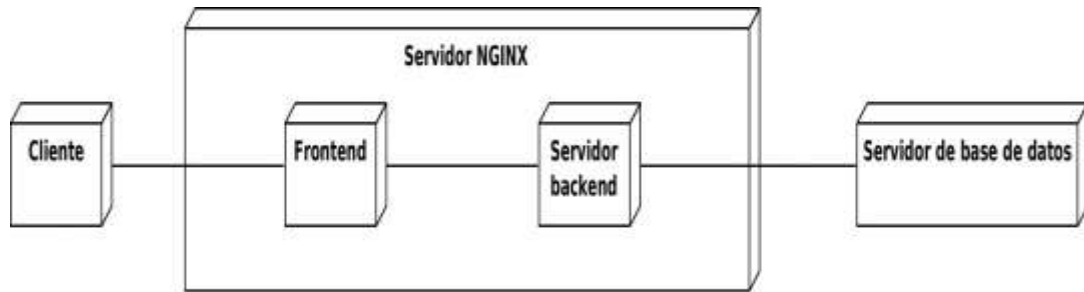 Servidor NGINX
Cliente
Frontend
Servidor
backend
Servidor de base de datos